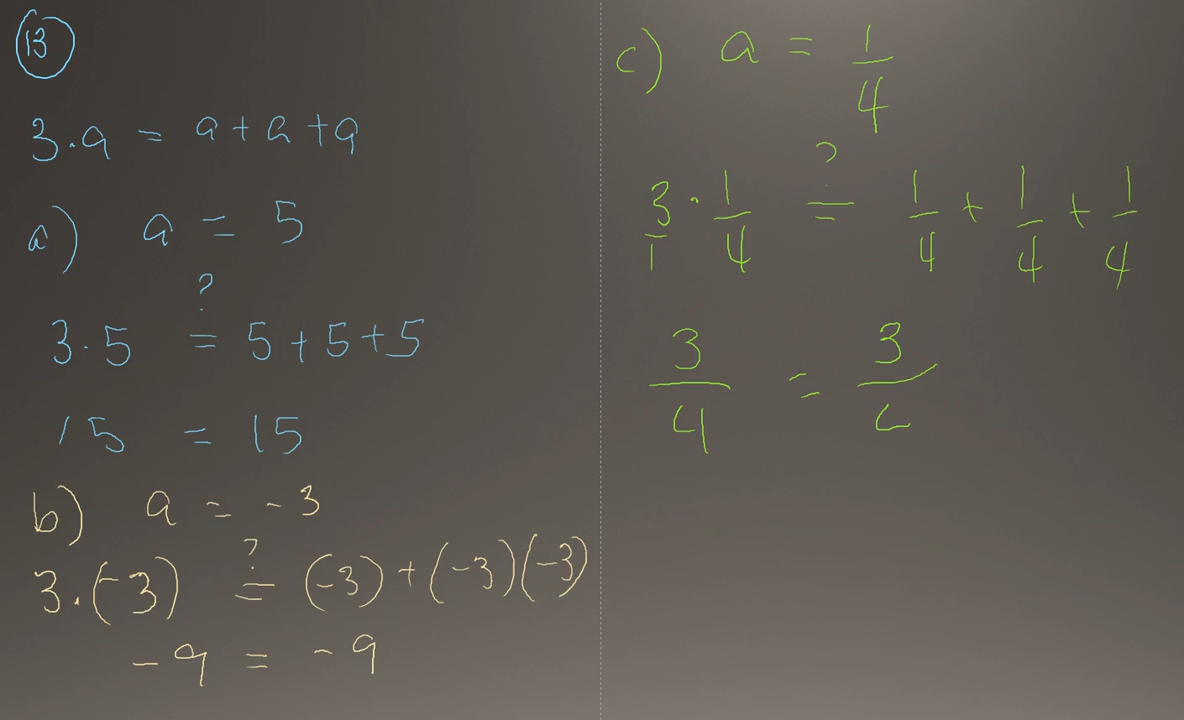 13
3·a = a + a + a
a) a = 5
?
3·5 = 5 + 5 + 5
15 = 15
b) a = -3
?
3·(-3) = (-3) + (-3)(-3)
-9 = -9
c) a = 1/4
?
3/1 · 1/4 = 1/4 + 1/4 + 1/4
3/4 = 3/